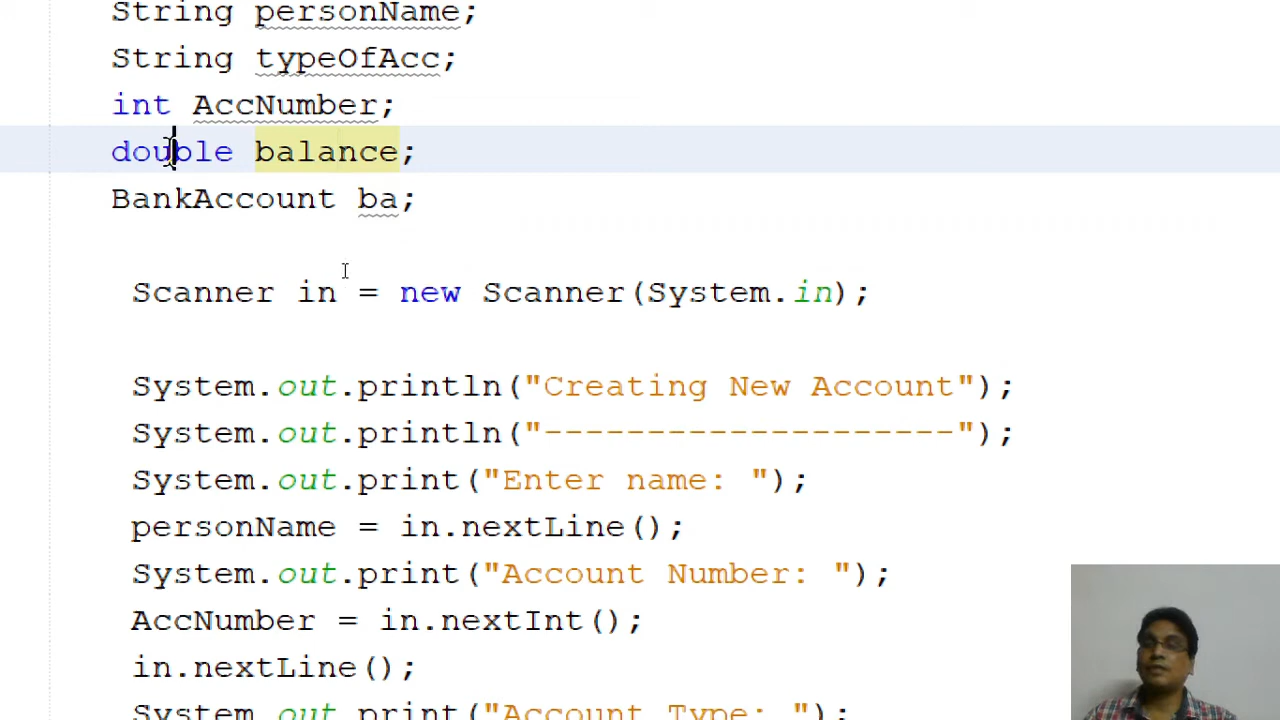 String personName;
String typeOfAcc;
int AccNumber;
double balance;
BankAccount ba;
Scanner in = new Scanner(System.in);
System.out.println("Creating New Account");
System.out.println("--------------------");
System.out.print("Enter name: ");
personName = in.nextLine();
System.out.print("Account Number: ");
AccNumber = in.nextInt();
in.nextLine();
System.out.print("Account Type: ");